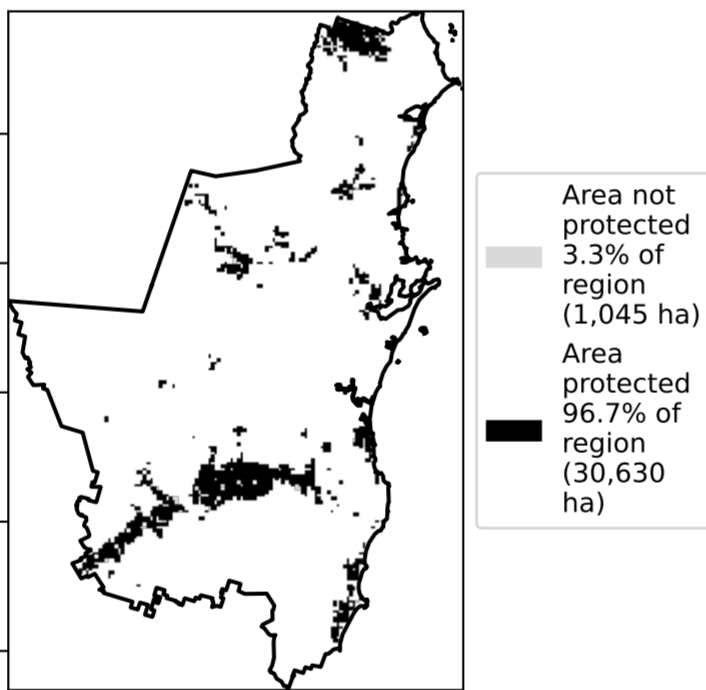 Area not
protected
3.3% of
region
(1,045 ha)
Area
protected
96.7% of
region
(30,630
ha)